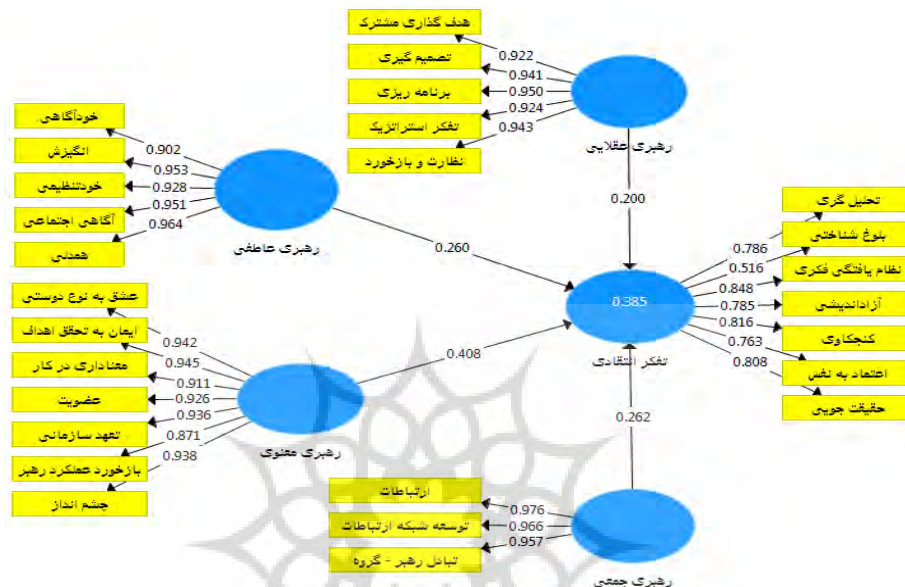 هدف گذاری مشترک
تصمیم گیری
برنامه ریزی
تفکر استراتژیک
نظارت و بازخورد
0.922
0.941
0.950
0.924
0.943
رهبری عقلایی
0.200
خودآگاهی
انگیزش
خودتنظیمی
آگاهی اجتماعی
همدلی
0.902
0.953
0.928
0.951
0.964
رهبری عاطفی
0.260
تحلیل گری
بلوغ شناختی
نظام یافتگی فکری
آزاداندیشی
کنجکاوی
اعتماد به نفس
حقیقت جویی
0.786
0.516
0.848
0.785
0.816
0.763
0.808
0.385
تفکر انتقادی
عشق به نوع دوستی
ایمان به تحقق اهداف
معناداری در کار
عضویت
تعهد سازمانی
بازخورد عملکرد رهبر
چشم انداز
0.942
0.945
0.911
0.926
0.936
0.871
0.938
رهبری معنوی
0.408
0.262
ارتباطات
توسعه شبکه ارتباطات
تبادل رهبر - گروه
0.976
0.966
0.957
رهبری جمعی